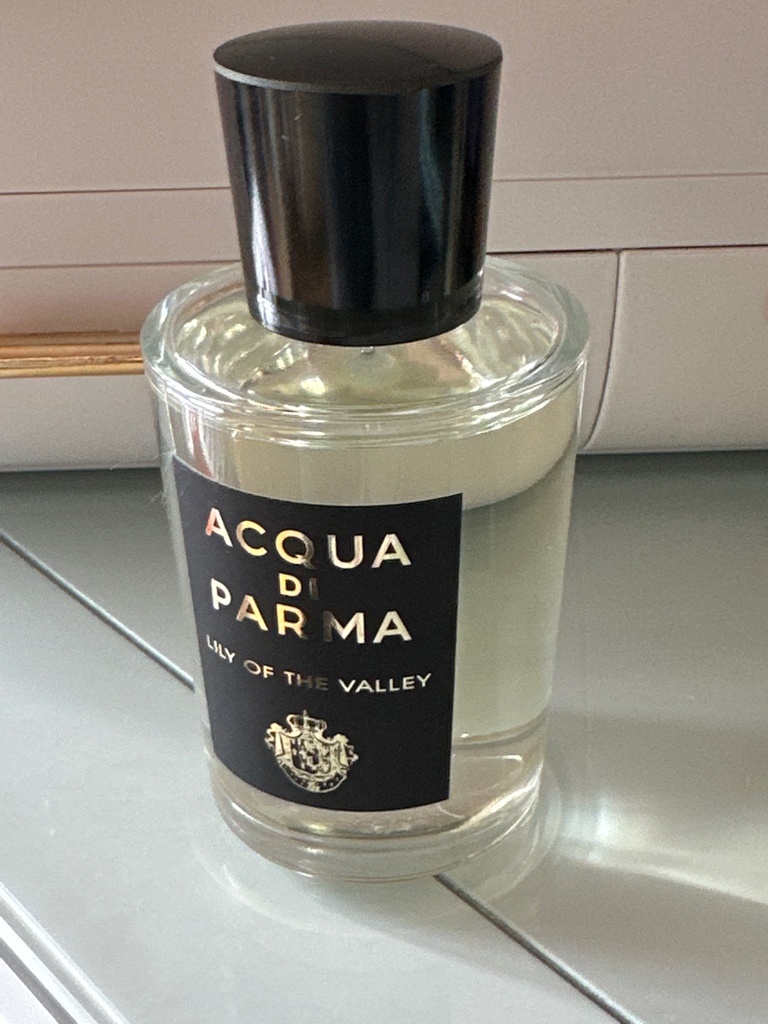 ACQUA
DI
PARMA
LILY OF THE VALLEY